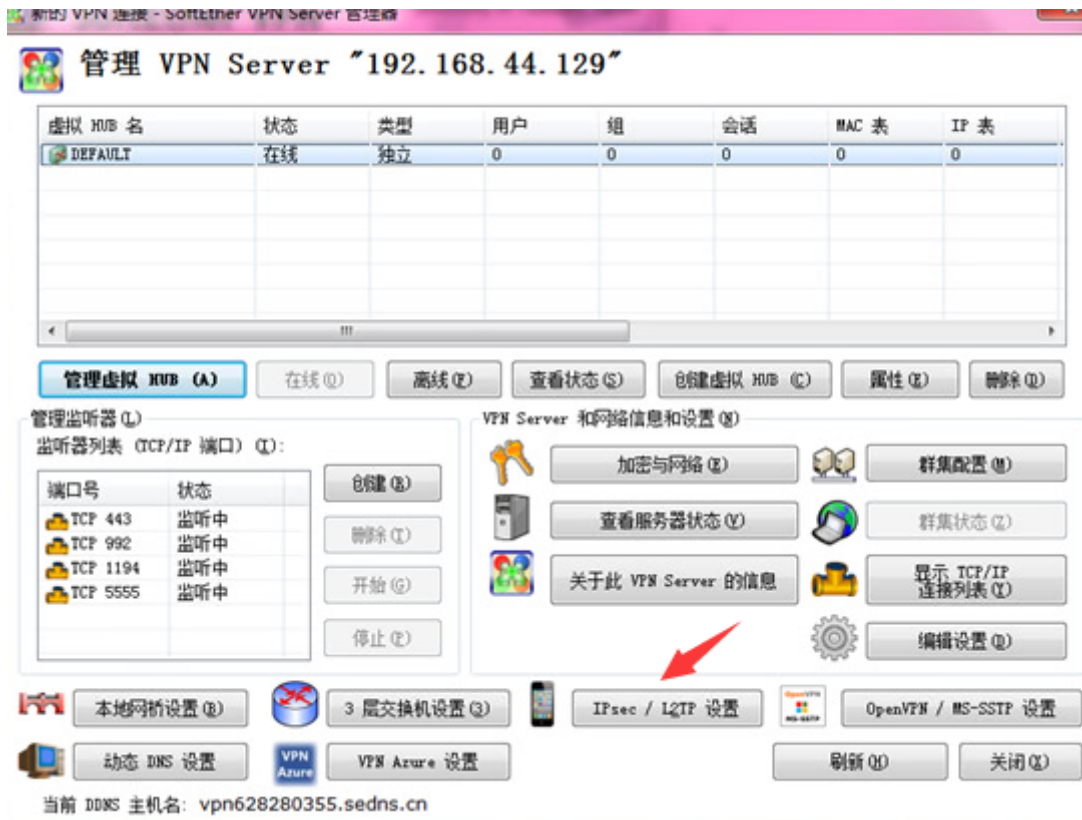 新的 VPN 连接 - SoftEther VPN Server 管理器
管理 VPN Server "192.168.44.129"
虚拟 HUB 名 状态 类型 用户 组 会话 MAC 表 IP 表
DEFAULT 在线 独立 0 0 0 0 0
管理虚拟 HUB (A) 在线(O) 离线(F) 查看状态(S) 创建虚拟 HUB (C) 属性(E) 删除(D)
管理监听器(L)
监听器列表 (TCP/IP 端口) (I):
端口号 状态
TCP 443 监听中
TCP 992 监听中
TCP 1194 监听中
TCP 5555 监听中
创建(R)
删除(T)
开始(G)
停止(P)
VPN Server 和网络信息和设置(N)
加密与网络(E) 群集配置(M)
查看服务器状态(V) 群集状态(Z)
关于此 VPN Server 的信息 显示 TCP/IP
连接列表(Y)
编辑设置(D)
本地网桥设置(B) 3 层交换机设置(3) IPsec / L2TP 设置 OpenVPN MS-SSTP OpenVPN / MS-SSTP 设置
动态 DNS 设置 VPN Azure VPN Azure 设置 刷新(H) 关闭(X)
当前 DDNS 主机名: vpn628280355.sedns.cn